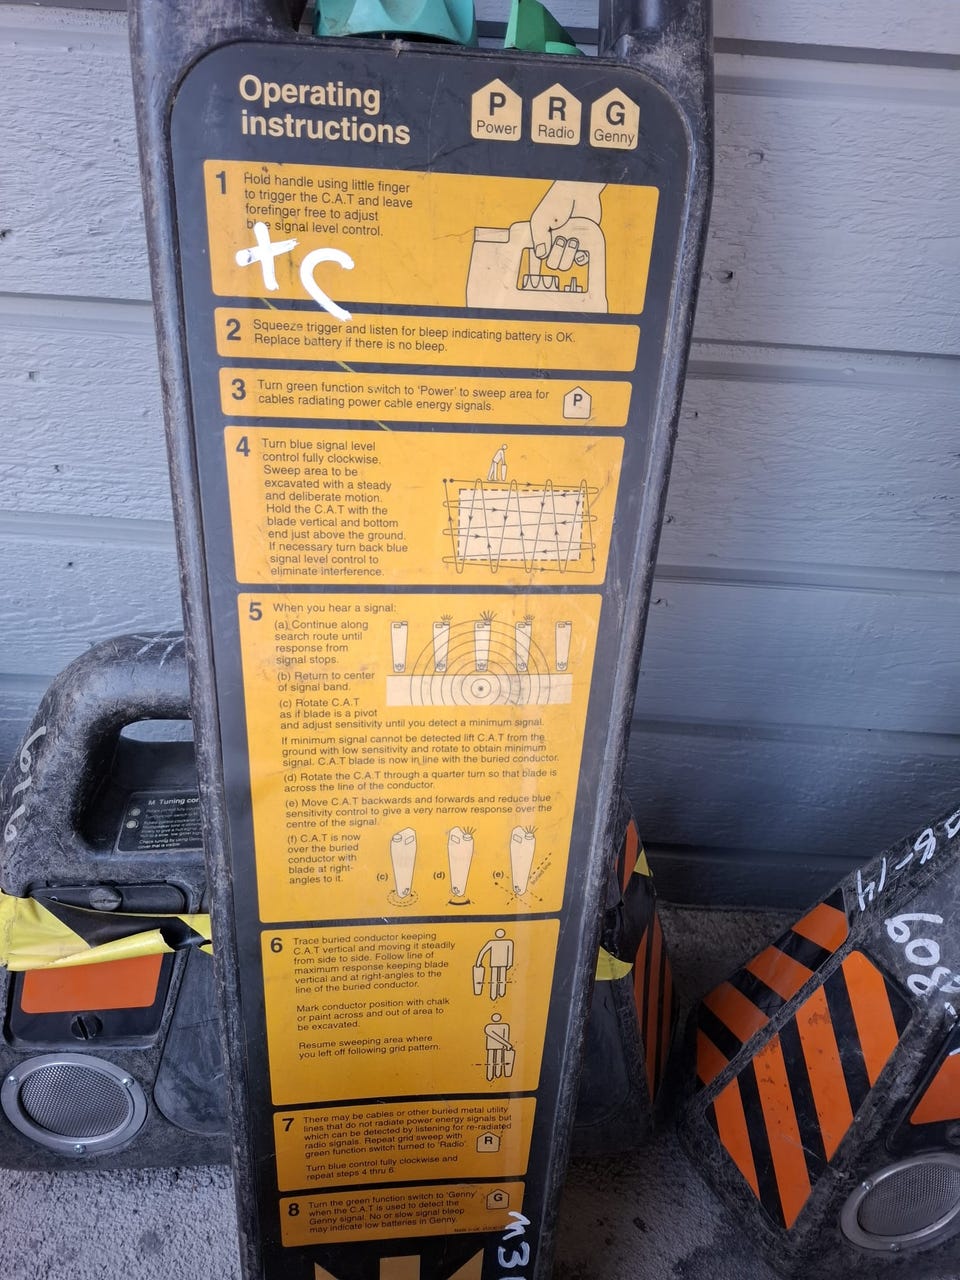 Operating
instructions
P
Power
R
Radio
G
Genny
1
Hold handle using little finger
to trigger the C.A.T and leave
forefinger free to adjust
blue signal level control.
2
Squeeze trigger and listen for bleep indicating battery is OK.
Replace battery if there is no bleep.
3
Turn green function switch to 'Power' to sweep area for
cables radiating power cable energy signals.
P
4
Turn blue signal level
control fully clockwise.
Sweep area to be
excavated with a steady
and deliberate motion.
Hold the C.A.T with the
blade vertical and bottom
end just above the ground.
If necessary turn back blue
signal level control to
eliminate interference.
5
When you hear a signal:
(a) Continue along
search route until
response from
signal stops.
(b) Return to center
of signal band.
(c) Rotate C.A.T
as if blade is a pivot
and adjust sensitivity until you detect a minimum signal.
If minimum signal cannot be detected lift C.A.T from the
ground with low sensitivity and rotate to obtain minimum
signal. C.A.T blade is now in line with the buried conductor.
(d) Rotate the C.A.T through a quarter turn so that blade is
across the line of the conductor.
(e) Move C.A.T backwards and forwards and reduce blue
sensitivity control to give a very narrow response over the
centre of the signal.
(f) C.A.T is now
over the buried
conductor with
blade at right-
angles to it.
(c)
(d)
(e)
6
Trace buried conductor keeping
C.A.T vertical and moving it steadily
from side to side. Follow line of
maximum response keeping blade
vertical and at right-angles to the
line of the buried conductor.
Mark conductor position with chalk
or paint across and out of area to
be excavated.
Resume sweeping area where
you left off following grid pattern.
7
There may be cables or other buried metal utility
lines that do not radiate power energy signals but
which can be detected by listening for re-radiated
radio signals. Repeat grid sweep with
green function switch turned to 'Radio'.
R
Turn blue control fully clockwise and
repeat steps 4 thru 6.
8
Turn the green function switch to 'Genny'
when the C.A.T is used to detect the
Genny signal. No or slow signal bleep
may indicate low batteries in Genny.
G
M Tuning
809